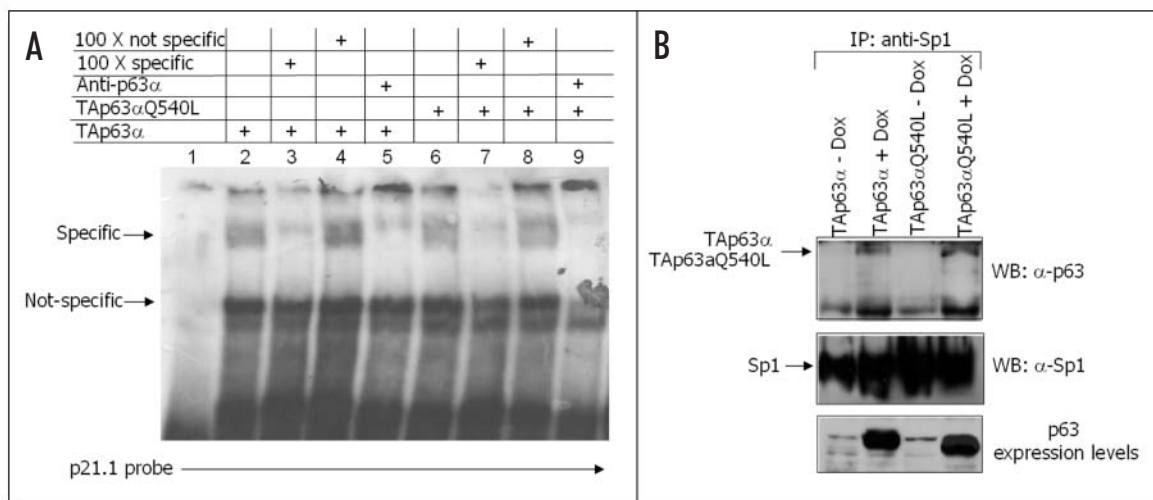 A
100 X not specific + +
100 X specific + +
Anti-p63α + +
TAp63αQ540L + + + +
TAp63α + + + +
1 2 3 4 5 6 7 8 9
Specific
Not-specific
p21.1 probe
B
IP: anti-Sp1
TAp63α - Dox
TAp63α + Dox
TAp63αQ540L - Dox
TAp63αQ540L + Dox
TAp63α
TAp63aQ540L
WB: α-p63
Sp1
WB: α-Sp1
p63
expression levels